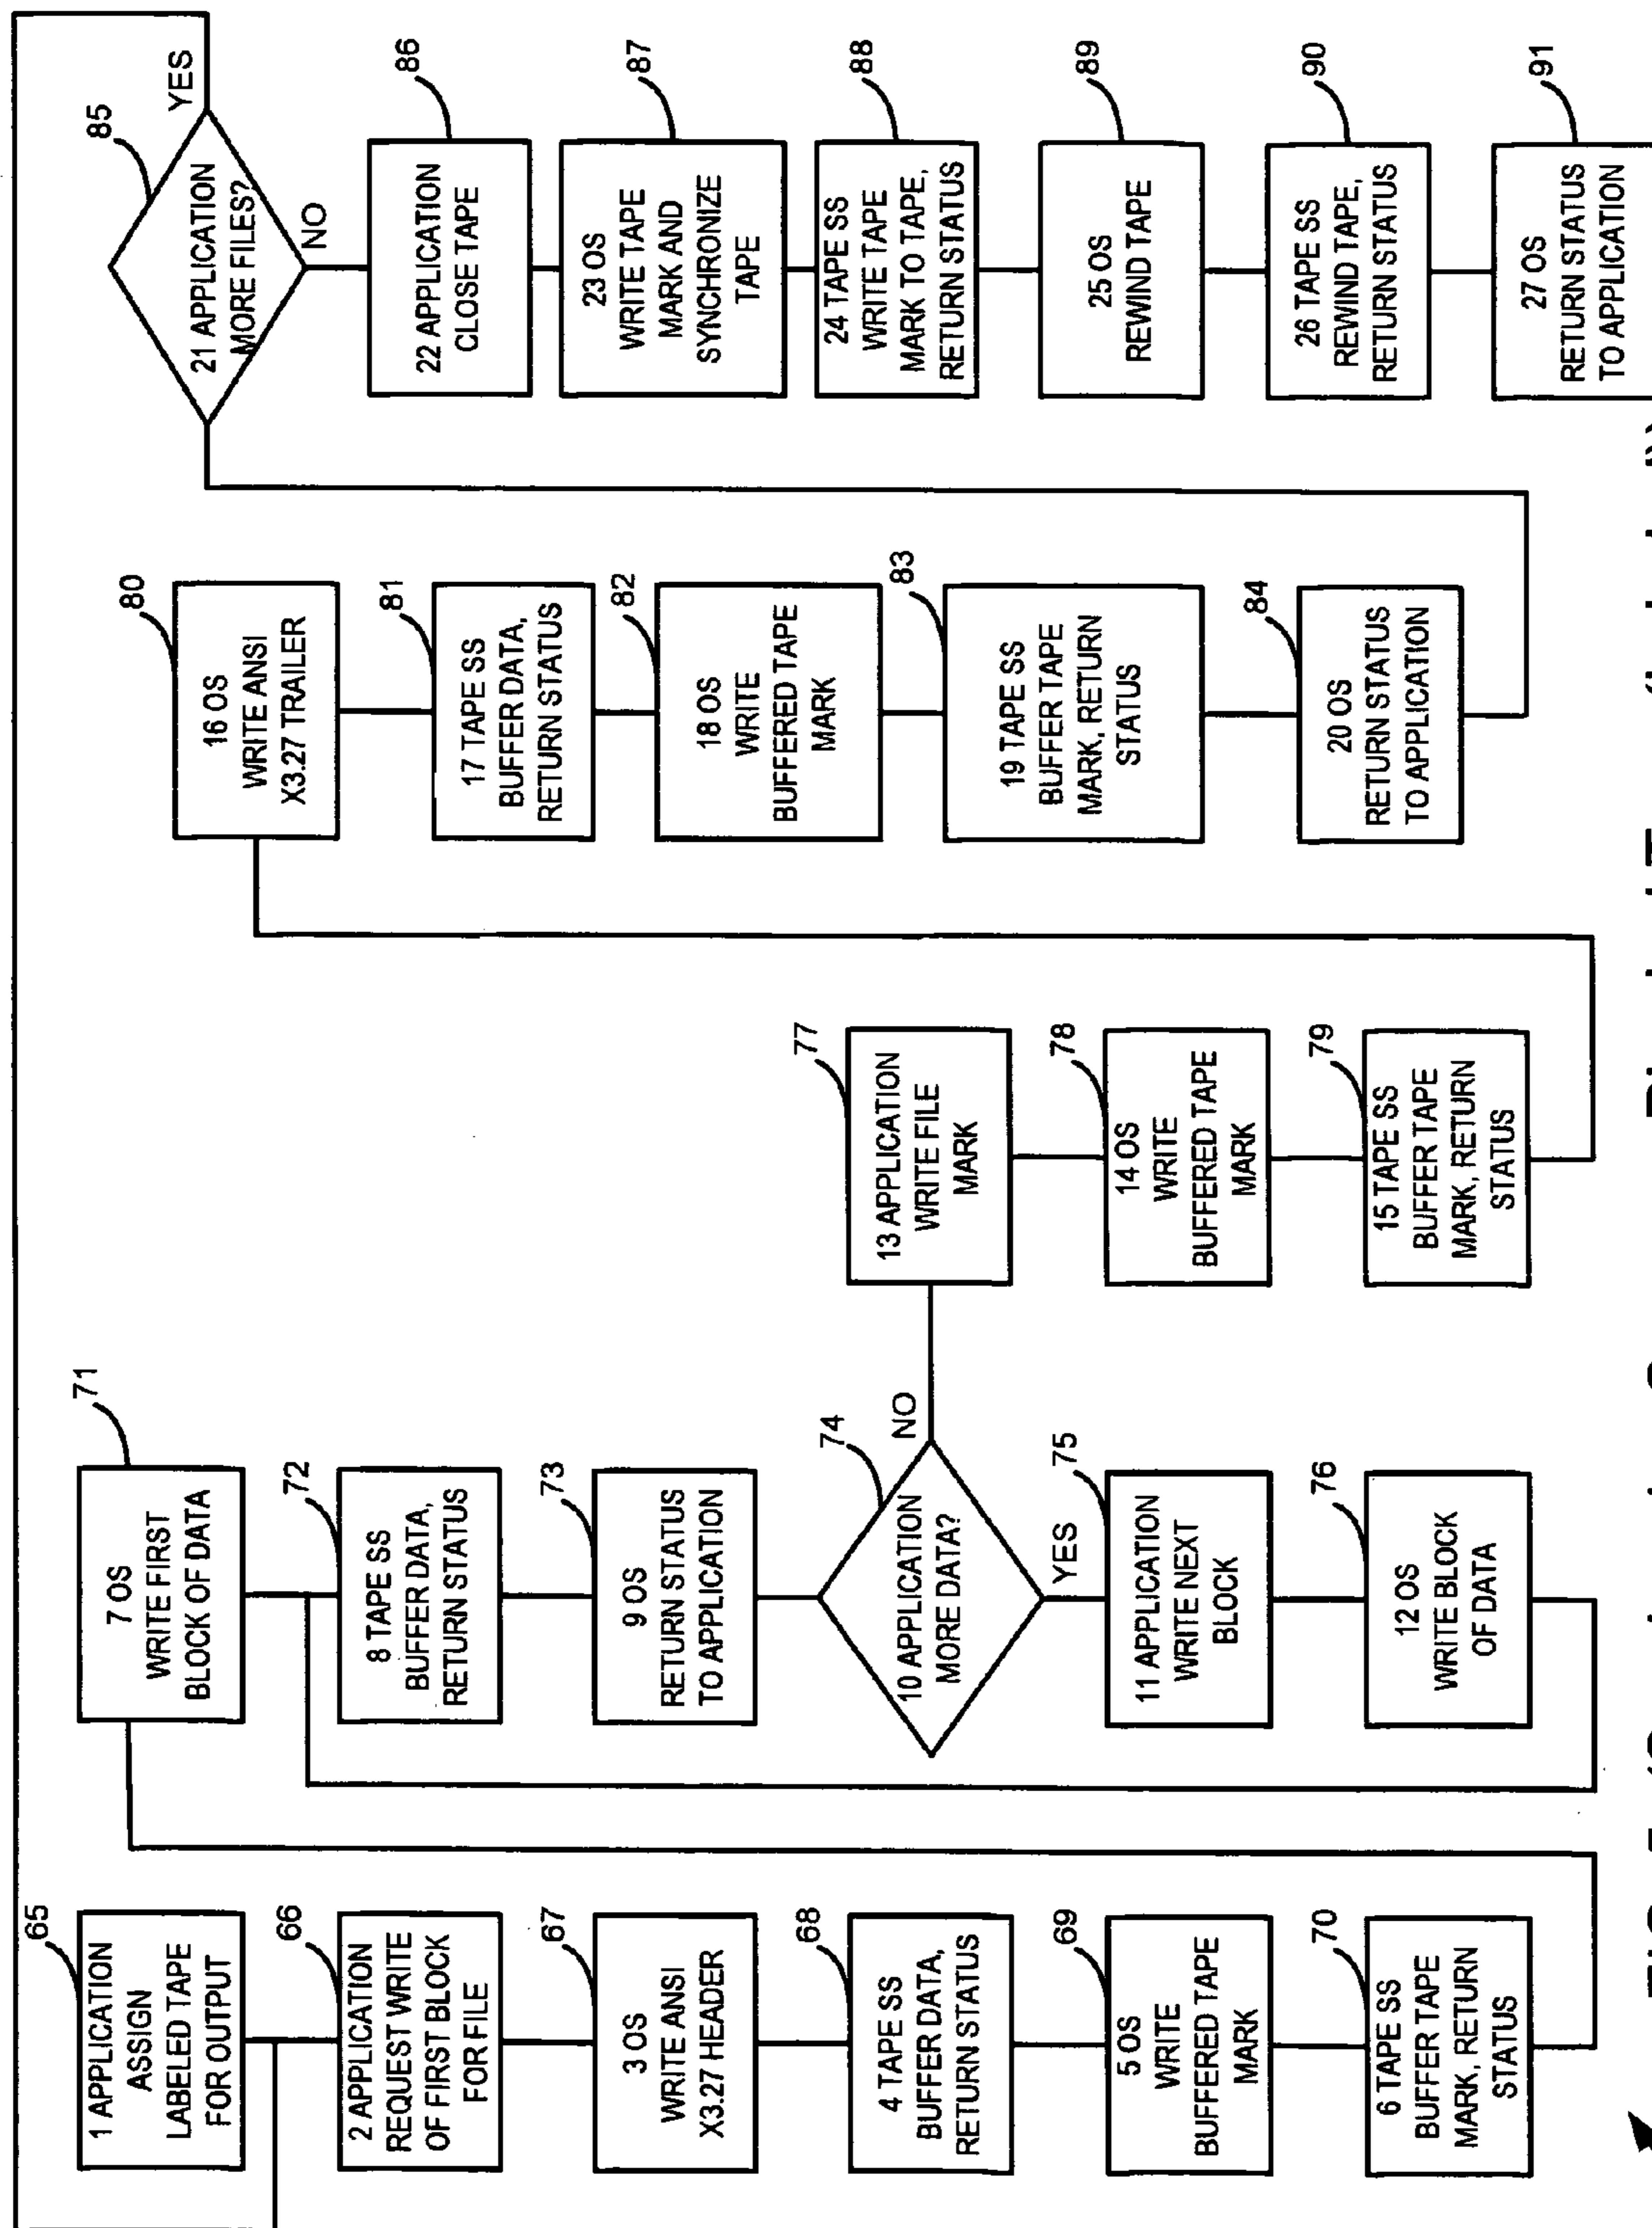 65
1 APPLICATION
ASSIGN
LABELED TAPE
FOR OUTPUT
66
2 APPLICATION
REQUEST WRITE
OF FIRST BLOCK
FOR FILE
67
3 OS
WRITE ANSI
X3.27 HEADER
68
4 TAPE SS
BUFFER DATA,
RETURN STATUS
69
5 OS
WRITE
BUFFERED TAPE
MARK
70
6 TAPE SS
BUFFER TAPE
MARK, RETURN
STATUS
71
7 OS
WRITE FIRST
BLOCK OF DATA
72
8 TAPE SS
BUFFER DATA,
RETURN STATUS
73
9 OS
RETURN STATUS
TO APPLICATION
74
10 APPLICATION
MORE DATA?
NO
YES
75
11 APPLICATION
WRITE NEXT
BLOCK
76
12 OS
WRITE BLOCK
OF DATA
77
13 APPLICATION
WRITE FILE
MARK
78
14 OS
WRITE
BUFFERED TAPE
MARK
79
15 TAPE SS
BUFFER TAPE
MARK, RETURN
STATUS
80
16 OS
WRITE ANSI
X3.27 TRAILER
81
17 TAPE SS
BUFFER DATA,
RETURN STATUS
82
18 OS
WRITE
BUFFERED TAPE
MARK
83
19 TAPE SS
BUFFER TAPE
MARK, RETURN
STATUS
84
20 OS
RETURN STATUS
TO APPLICATION
85
21 APPLICATION
MORE FILES?
YES
NO
86
22 APPLICATION
CLOSE TAPE
87
23 OS
WRITE TAPE
MARK AND
SYNCHRONIZE
TAPE
88
24 TAPE SS
WRITE TAPE
MARK TO TAPE,
RETURN STATUS
89
25 OS
REWIND TAPE
90
26 TAPE SS
REWIND TAPE,
RETURN STATUS
91
27 OS
RETURN STATUS
TO APPLICATION